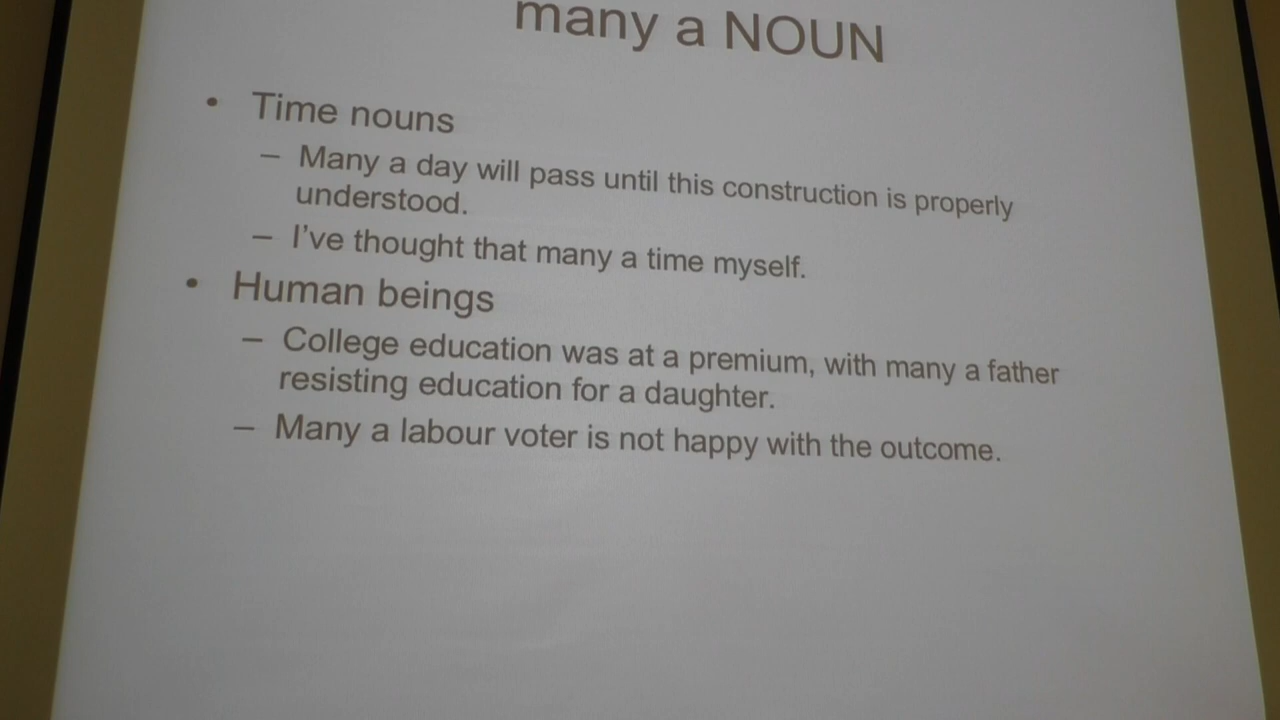 many a NOUN
• Time nouns
– Many a day will pass until this construction is properly
understood.
– I've thought that many a time myself.
• Human beings
– College education was at a premium, with many a father
resisting education for a daughter.
– Many a labour voter is not happy with the outcome.